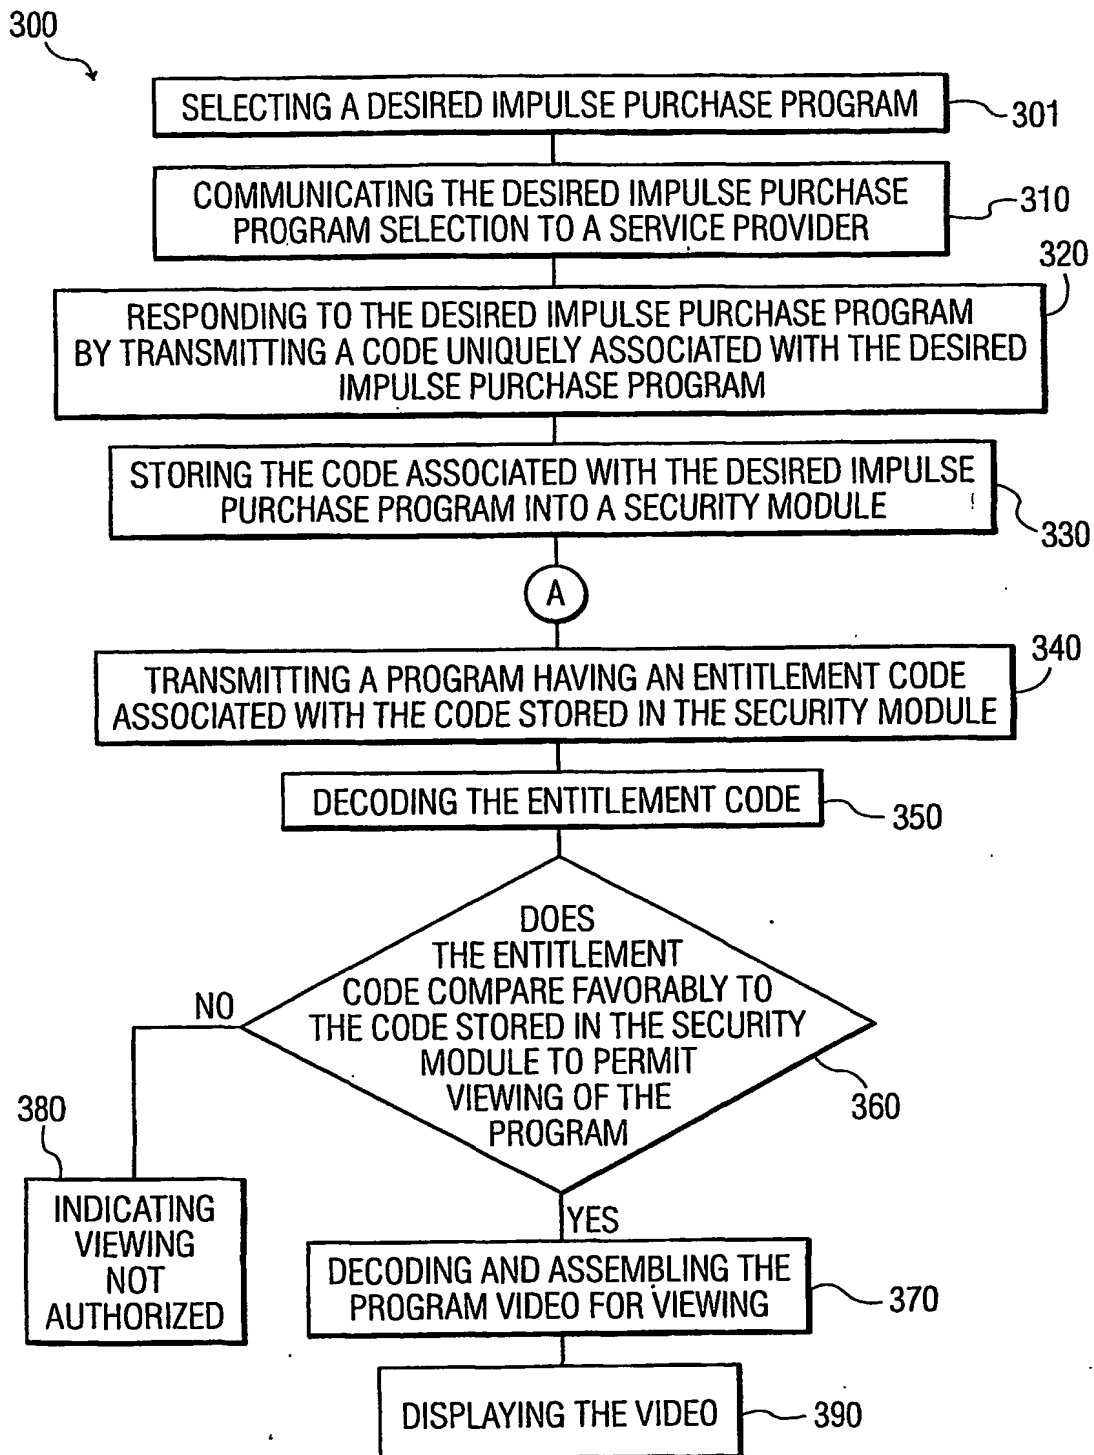 300
SELECTING A DESIRED IMPULSE PURCHASE PROGRAM
301
COMMUNICATING THE DESIRED IMPULSE PURCHASE
PROGRAM SELECTION TO A SERVICE PROVIDER
310
320
RESPONDING TO THE DESIRED IMPULSE PURCHASE PROGRAM
BY TRANSMITTING A CODE UNIQUELY ASSOCIATED WITH THE DESIRED
IMPULSE PURCHASE PROGRAM
STORING THE CODE ASSOCIATED WITH THE DESIRED IMPULSE
PURCHASE PROGRAM INTO A SECURITY MODULE
330
A
340
TRANSMITTING A PROGRAM HAVING AN ENTITLEMENT CODE
ASSOCIATED WITH THE CODE STORED IN THE SECURITY MODULE
DECODING THE ENTITLEMENT CODE
350
DOES
THE ENTITLEMENT
CODE COMPARE FAVORABLY TO
THE CODE STORED IN THE SECURITY
MODULE TO PERMIT
VIEWING OF THE
PROGRAM
360
NO
380
INDICATING
VIEWING
NOT
AUTHORIZED
YES
DECODING AND ASSEMBLING THE
PROGRAM VIDEO FOR VIEWING
370
DISPLAYING THE VIDEO
390